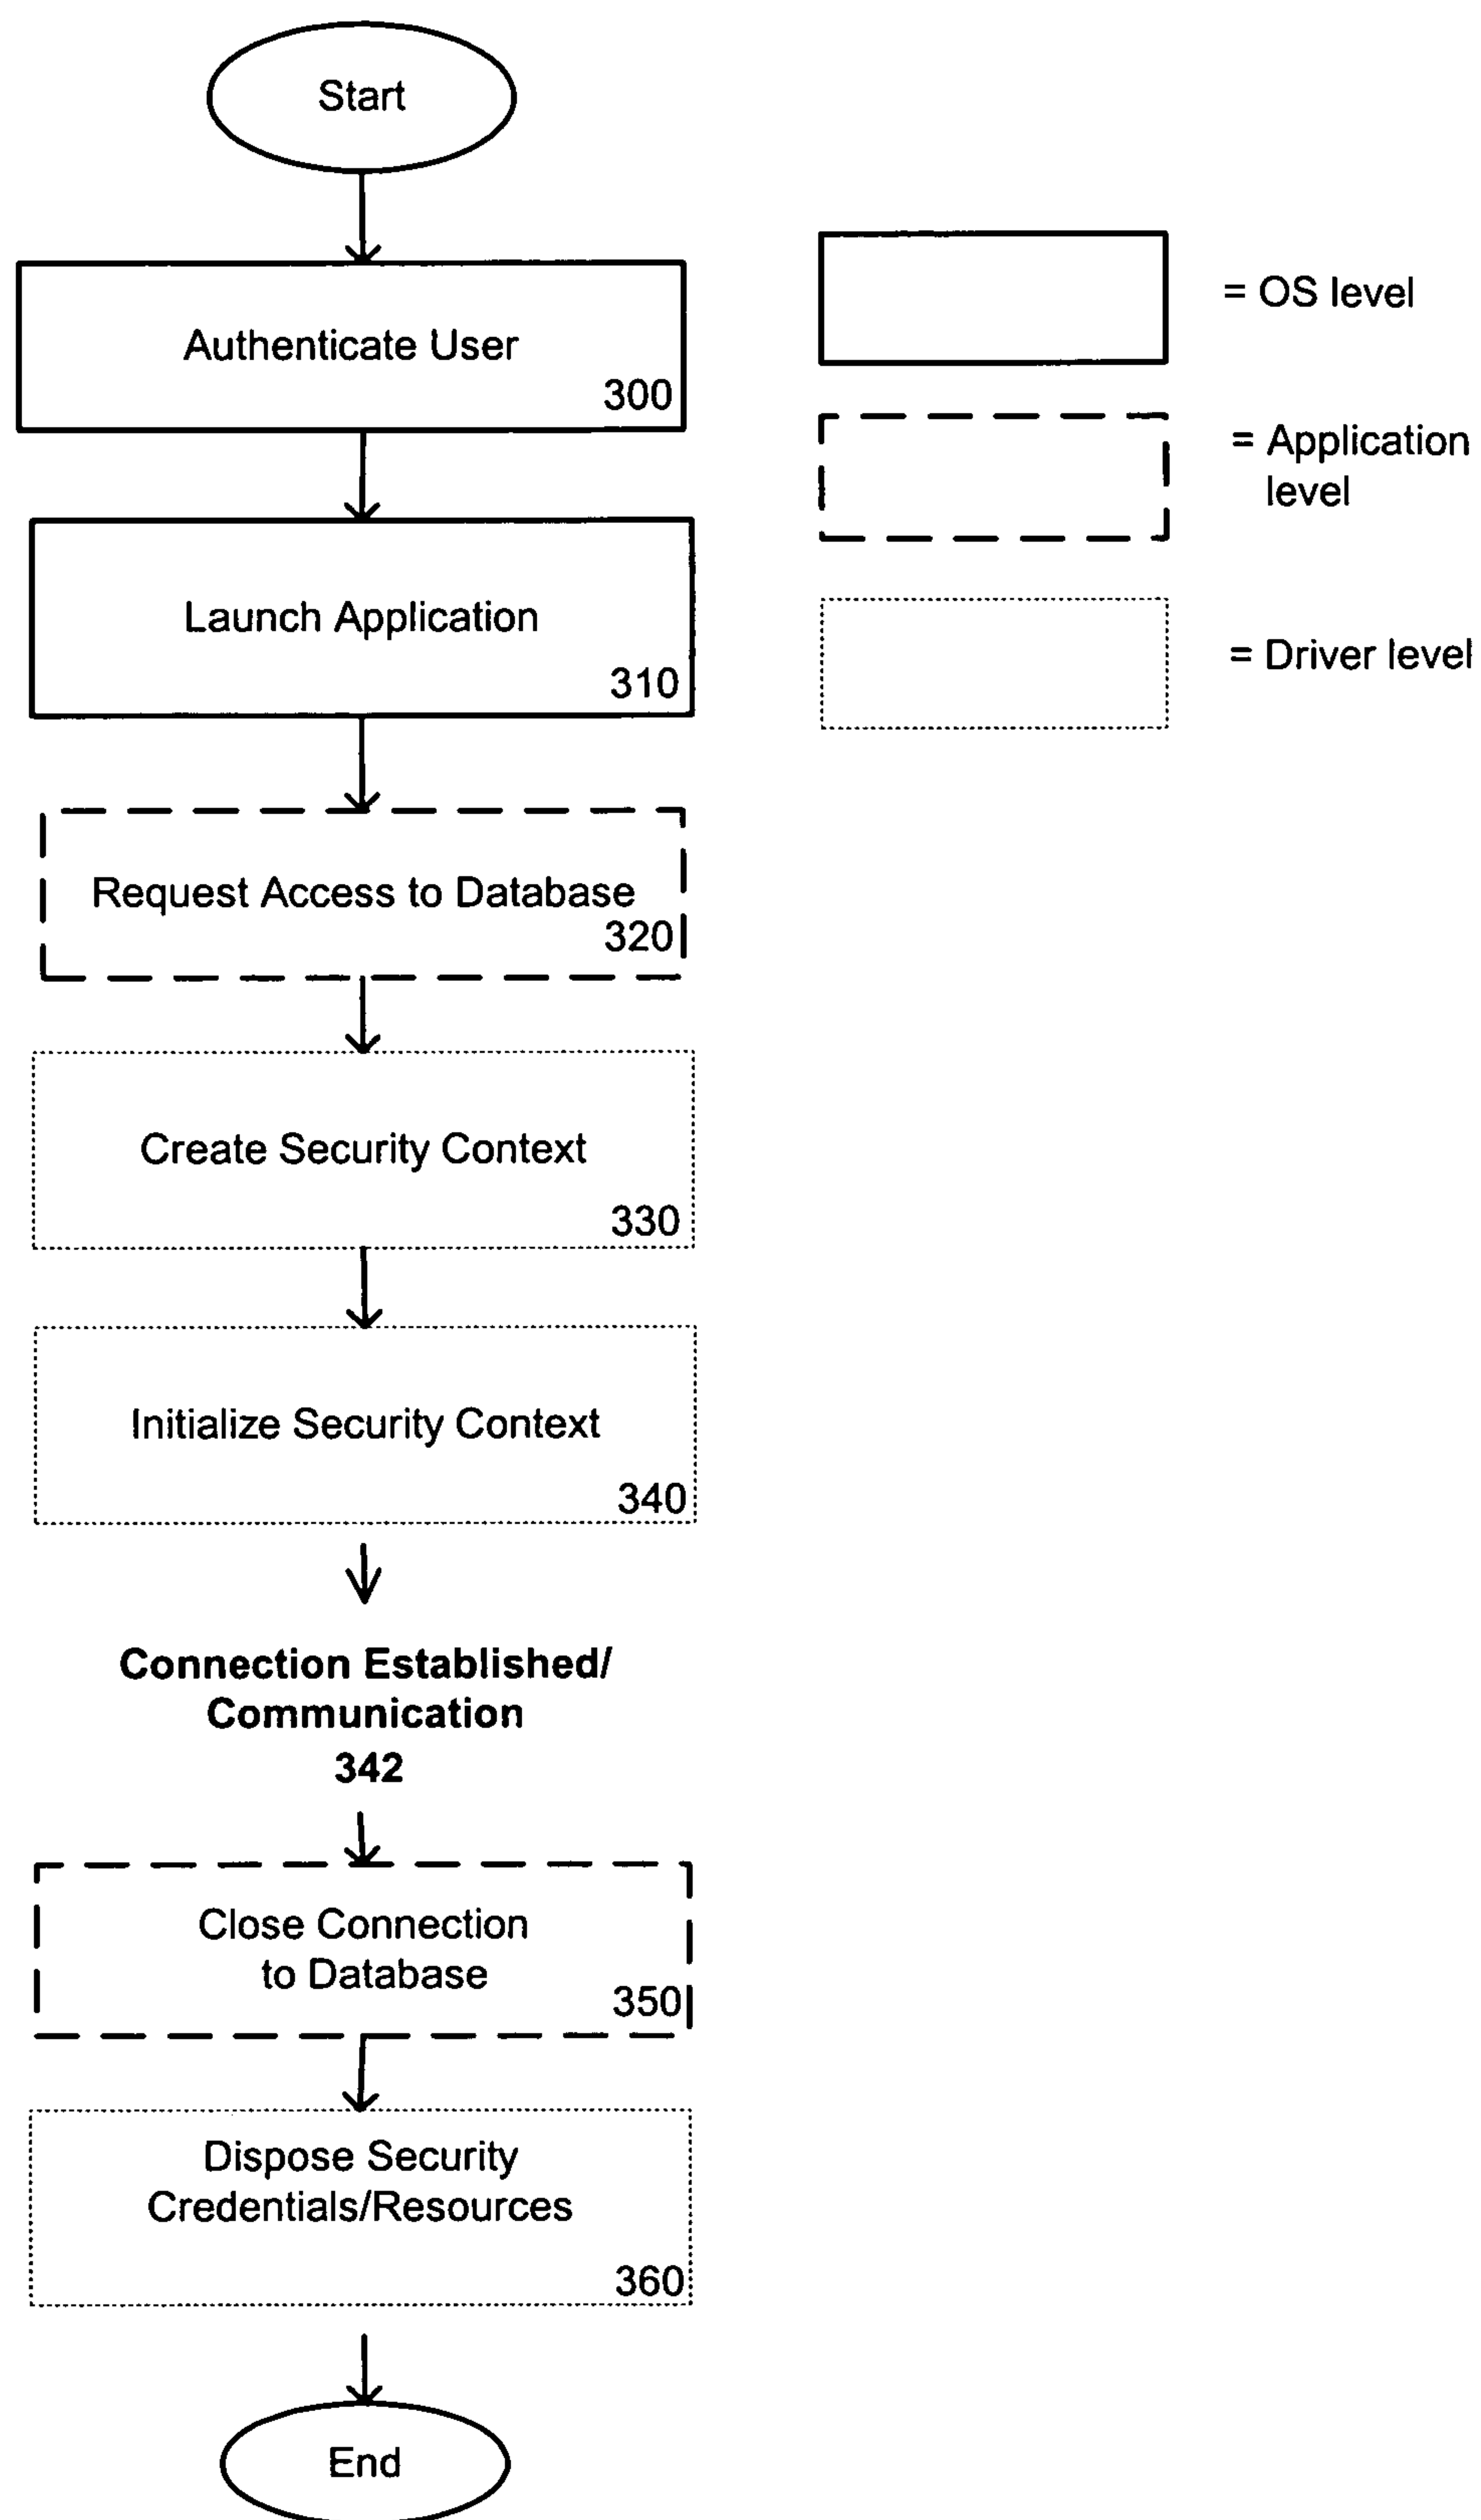 Start
Authenticate User
300
Launch Application
310
Request Access to Database
320
Create Security Context
330
Initialize Security Context
340
Connection Established/
Communication
342
Close Connection
to Database
350
Dispose Security
Credentials/Resources
360
End
= OS level
= Application
level
= Driver level